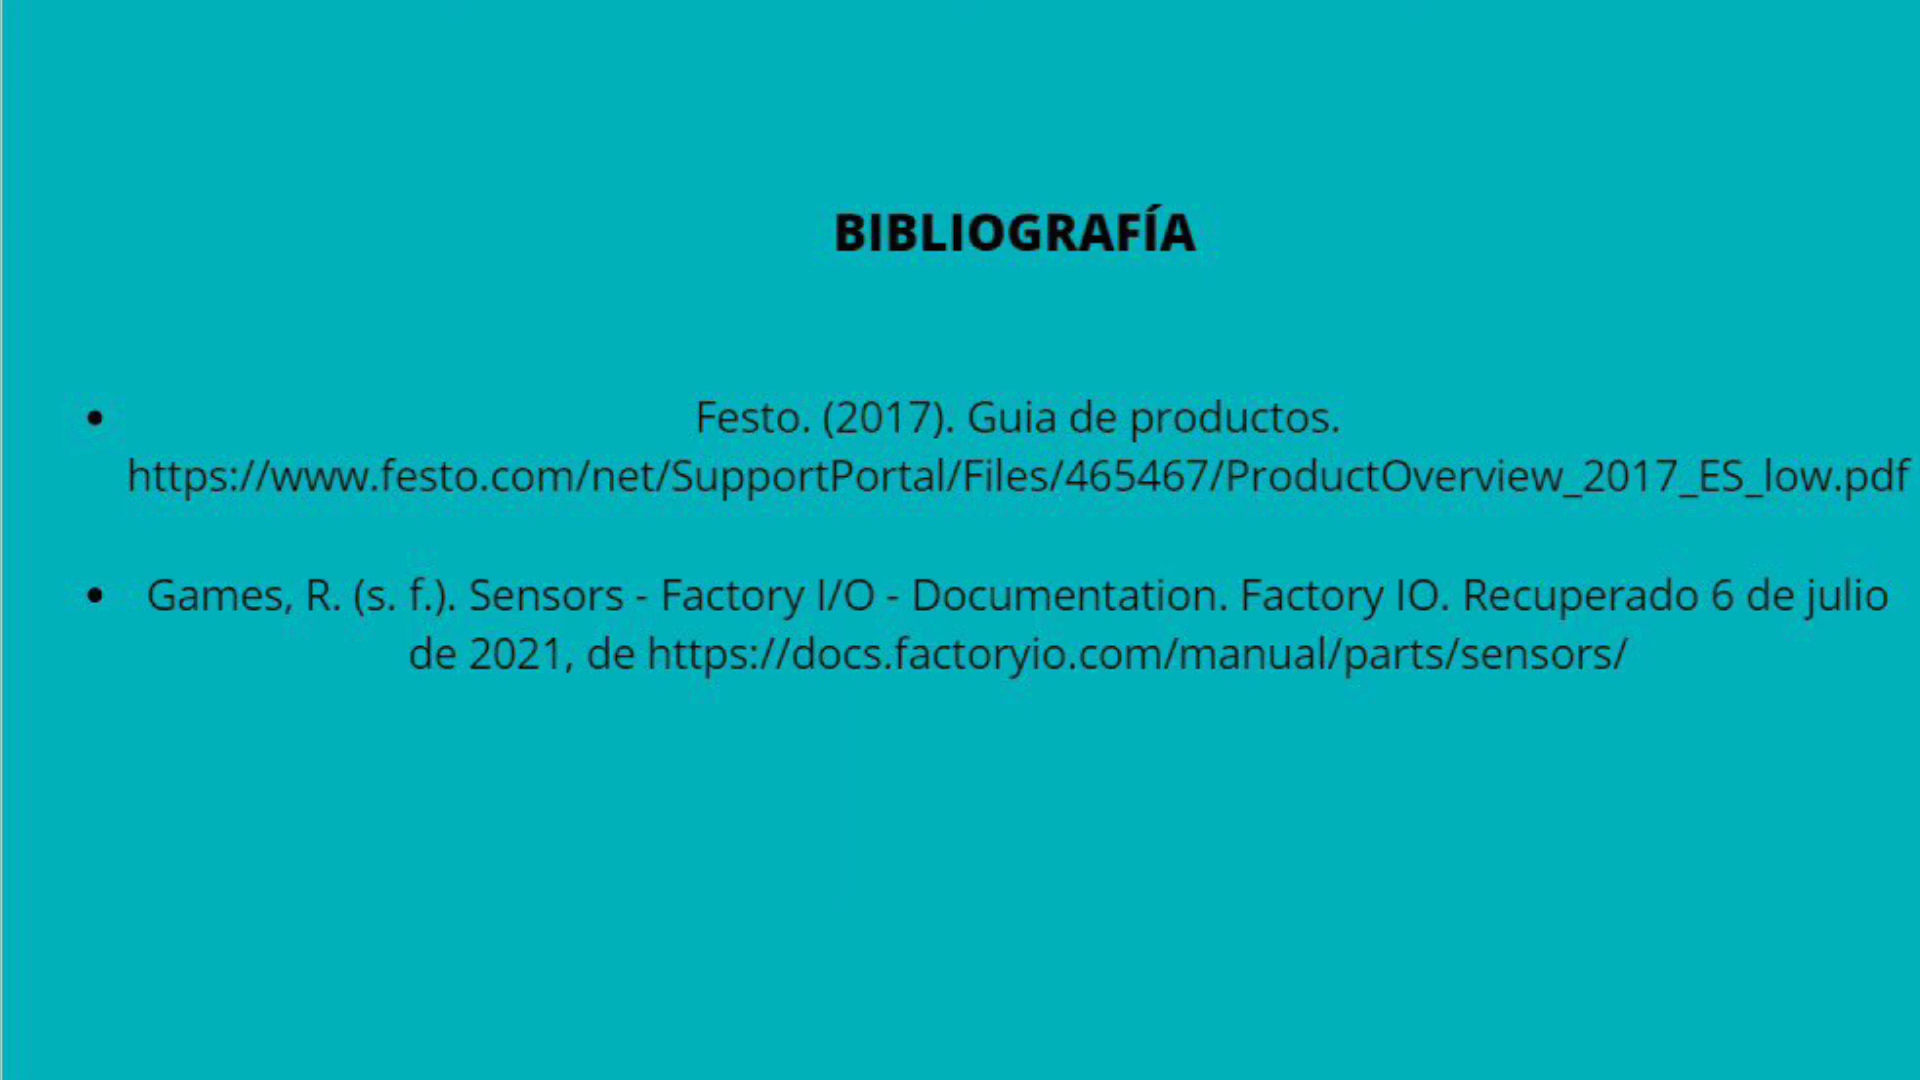 BIBLIOGRAFÍA
• Festo. (2017). Guia de productos.
https://www.festo.com/net/SupportPortal/Files/465467/ProductOverview_2017_ES_low.pdf
• Games, R. (s. f.). Sensors - Factory I/O - Documentation. Factory IO. Recuperado 6 de julio
de 2021, de https://docs.factoryio.com/manual/parts/sensors/